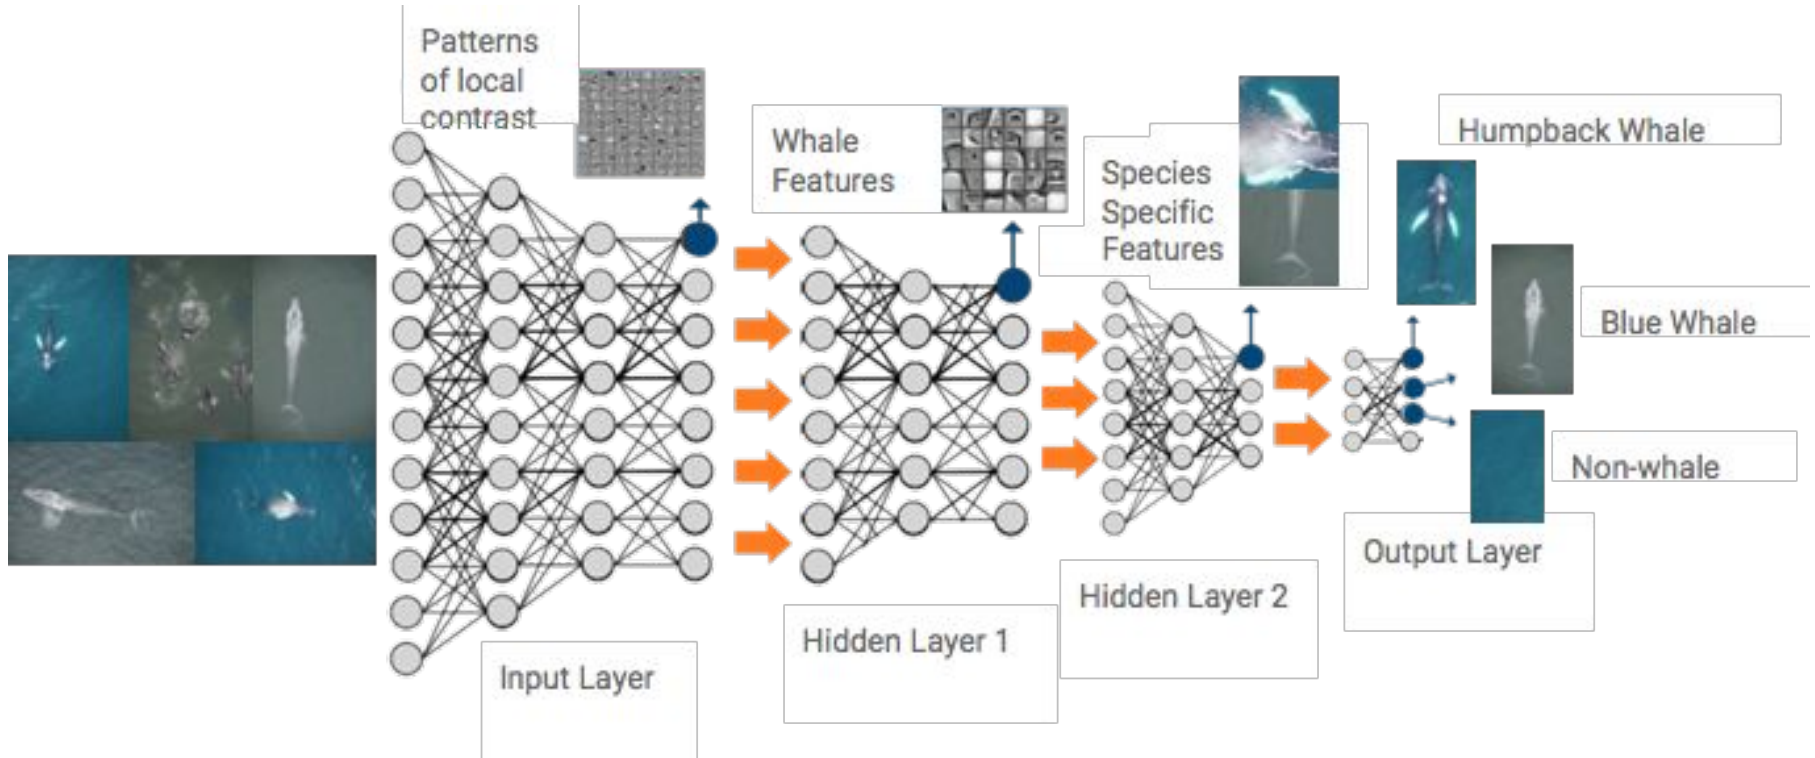 Patterns
of local
contrast
Whale
Features
Species
Specific
Features
Humpback Whale
Blue Whale
Non-whale
Output Layer
Hidden Layer 2
Hidden Layer 1
Input Layer